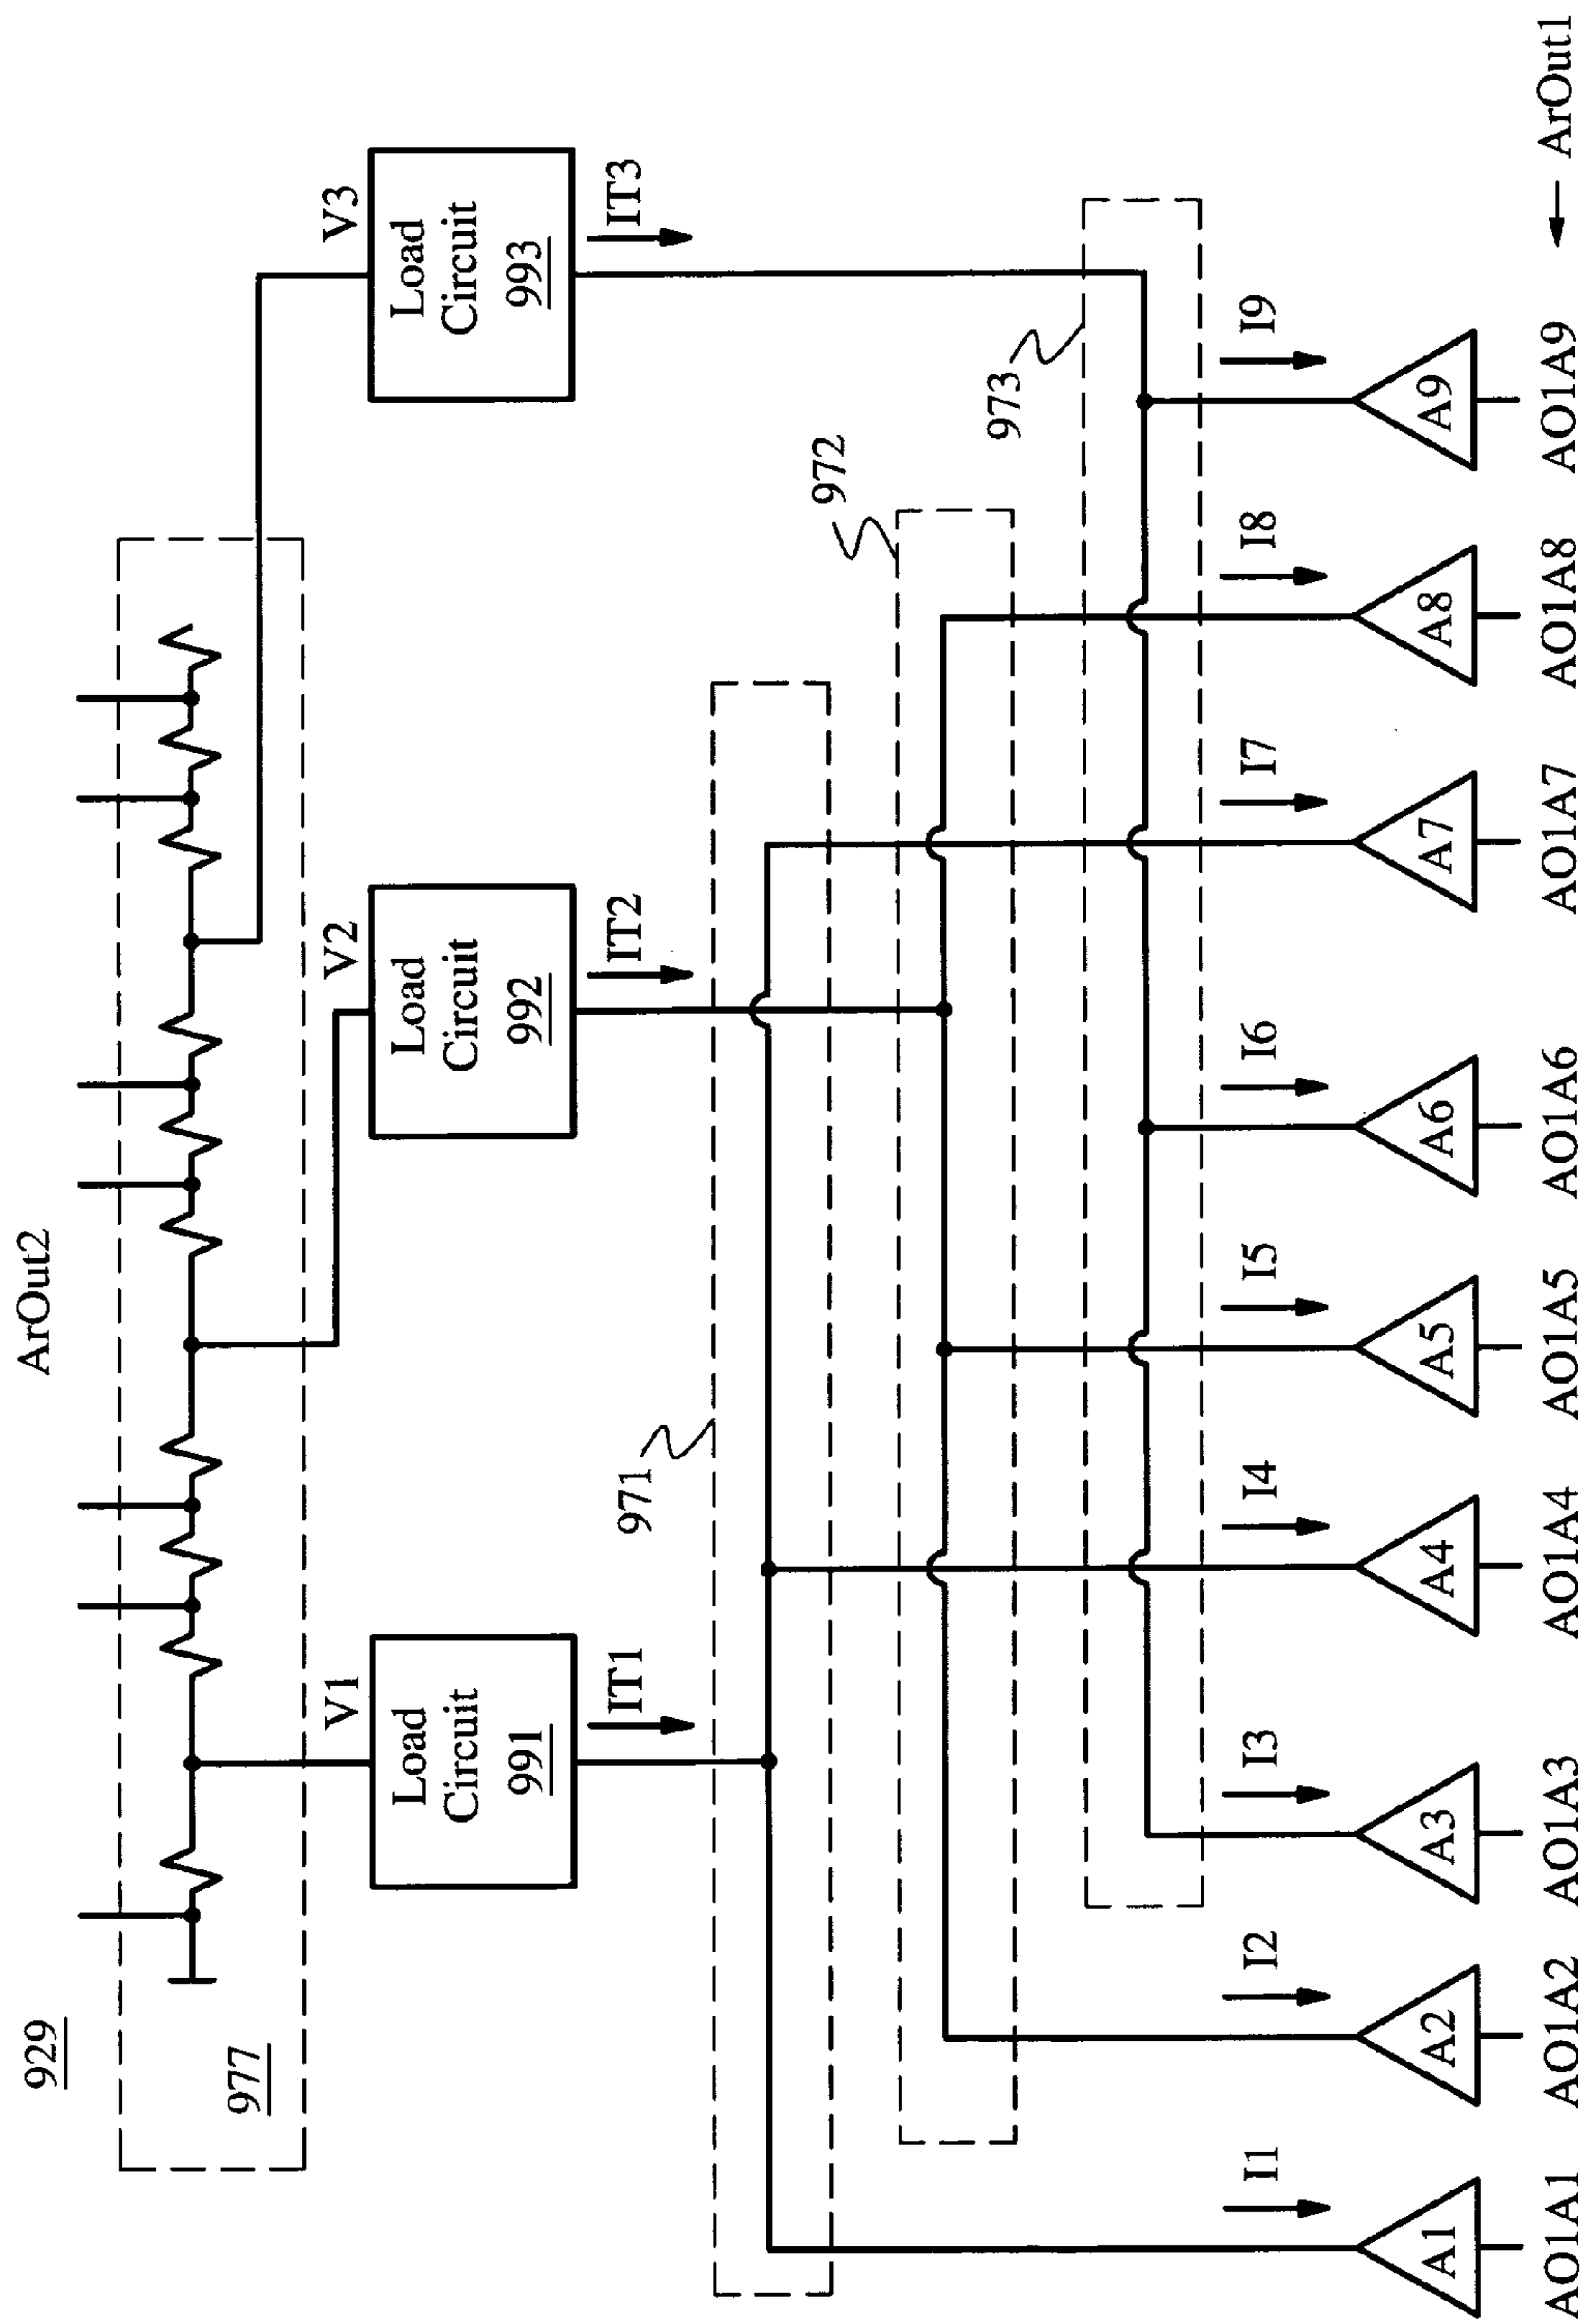 929
ArOut2
977
V1
V2
V3
Load
Circuit
991
Load
Circuit
992
Load
Circuit
993
IT1
IT2
IT3
971
972
973
I1
I2
I3
I4
I5
I6
I7
I8
I9
A1
A2
A3
A4
A5
A6
A7
A8
A9
AO1A1
AO1A2
AO1A3
AO1A4
AO1A5
AO1A6
AO1A7
AO1A8
AO1A9
ArOut1